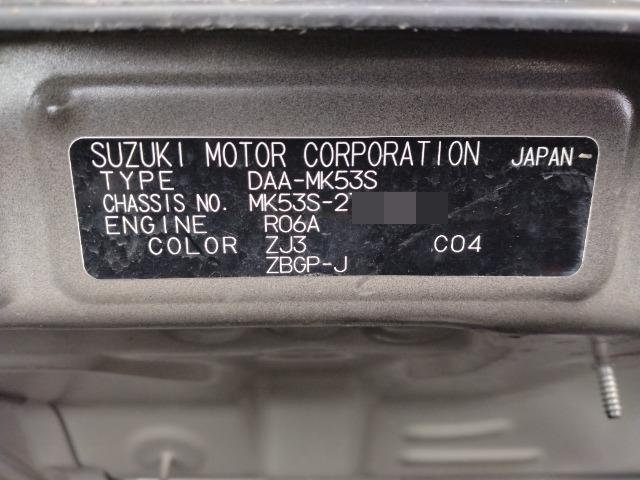 SUZUKI MOTOR CORPORATION JAPAN
TYPE DAA-MK53S
CHASSIS NO. MK53S-2
ENGINE R06A
COLOR ZJ3 C04
ZBGP-J